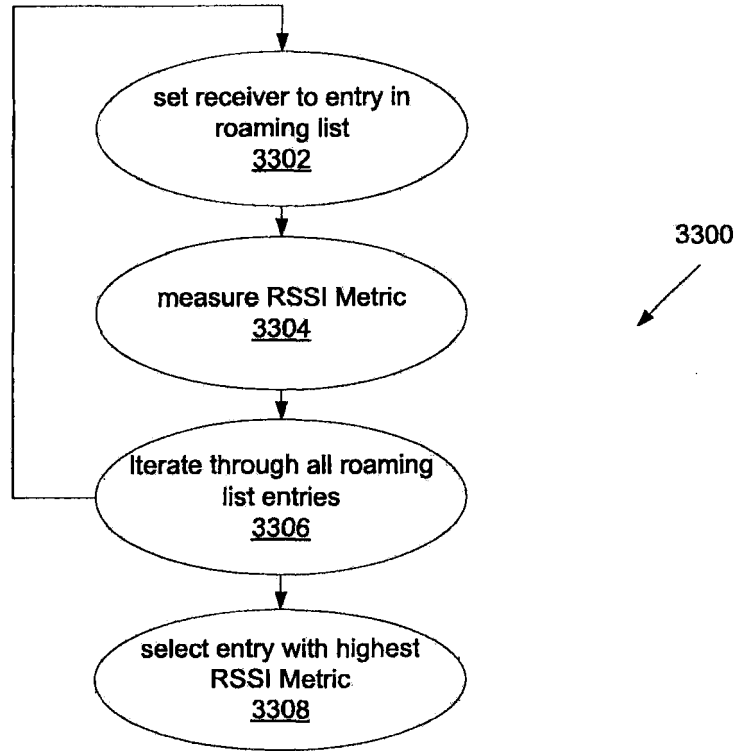 set receiver to entry in
roaming list
3302
3300
measure RSSI Metric
3304
Iterate through all roaming
list entries
3306
select entry with highest
RSSI Metric
3308